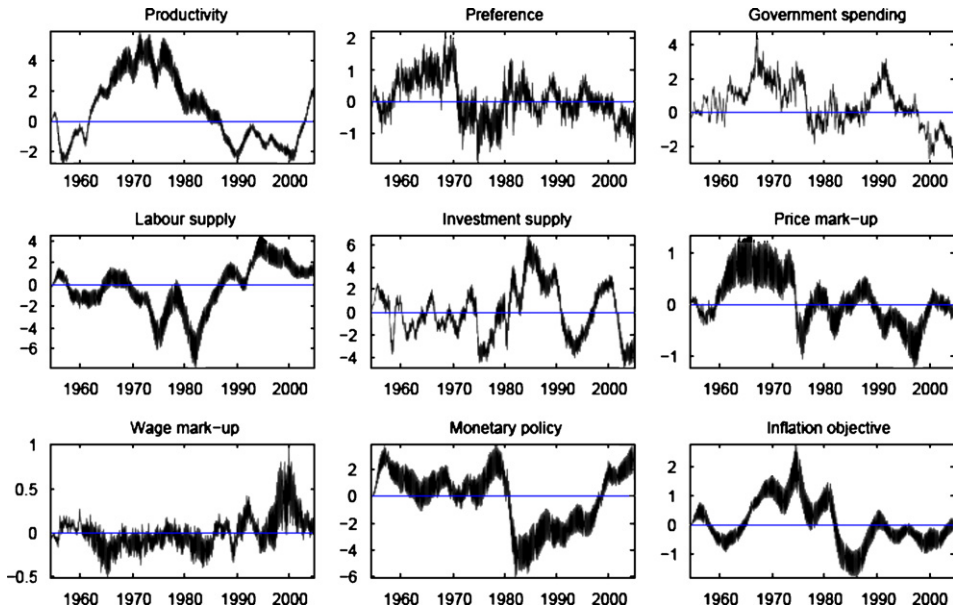 Productivity
Preference
Government spending
4
2
0
−2
2
1
0
−1
4
2
0
−2
1960 1970 1980 1990 2000
1960 1970 1980 1990 2000
1960 1970 1980 1990 2000
Labour supply
Investment supply
Price mark−up
4
2
0
−2
−4
−6
6
4
2
0
−2
−4
1
0
−1
1960 1970 1980 1990 2000
1960 1970 1980 1990 2000
1960 1970 1980 1990 2000
Wage mark−up
Monetary policy
Inflation objective
1
0.5
0
−0.5
2
0
−2
−4
−6
2
1
0
−1
1960 1970 1980 1990 2000
1960 1970 1980 1990 2000
1960 1970 1980 1990 2000